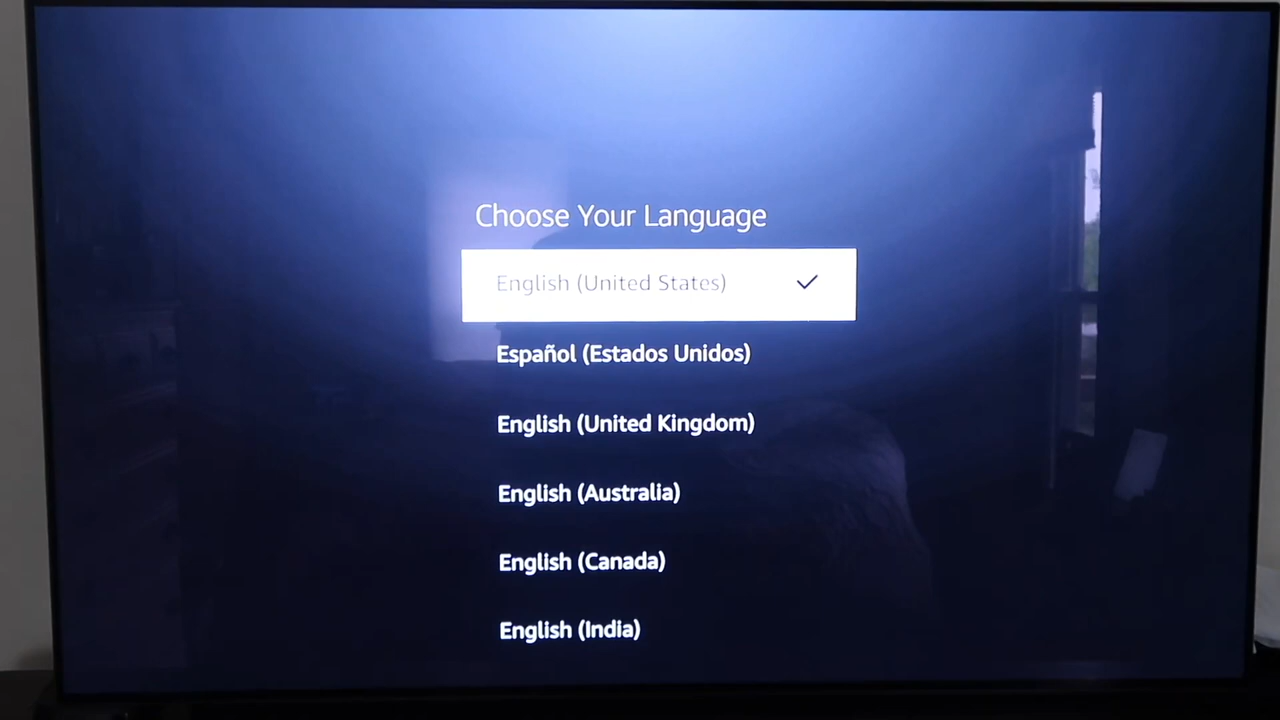 Choose Your Language
English (United States)
Español (Estados Unidos)
English (United Kingdom)
English (Australia)
English (Canada)
English (India)